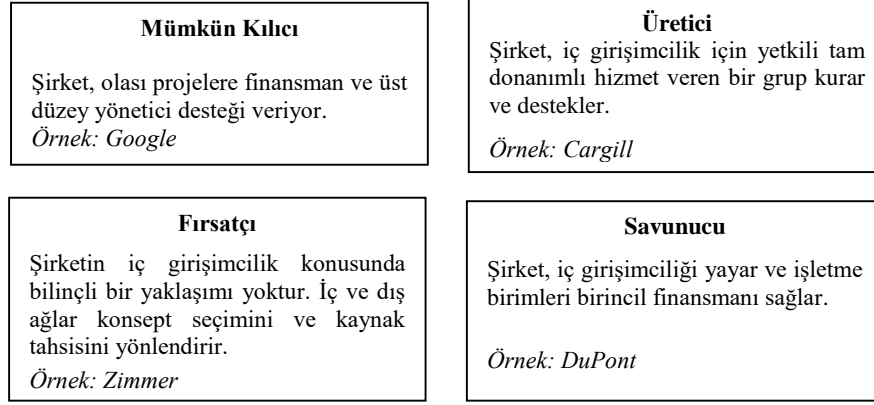 Mümkün Kılıcı
Şirket, olası projelere finansman ve üst
düzey yönetici desteği veriyor.
Örnek: Google
Üretici
Şirket, iç girişimcilik için yetkili tam
donanımlı hizmet veren bir grup kurar
ve destekler.
Örnek: Cargill
Fırsatçı
Şirketin iç girişimcilik konusunda
bilinçli bir yaklaşımı yoktur. İç ve dış
ağlar konsept seçimini ve kaynak
tahsisini yönlendirir.
Örnek: Zimmer
Savunucu
Şirket, iç girişimciliği yayar ve işletme
birimleri birincil finansmanı sağlar.
Örnek: DuPont